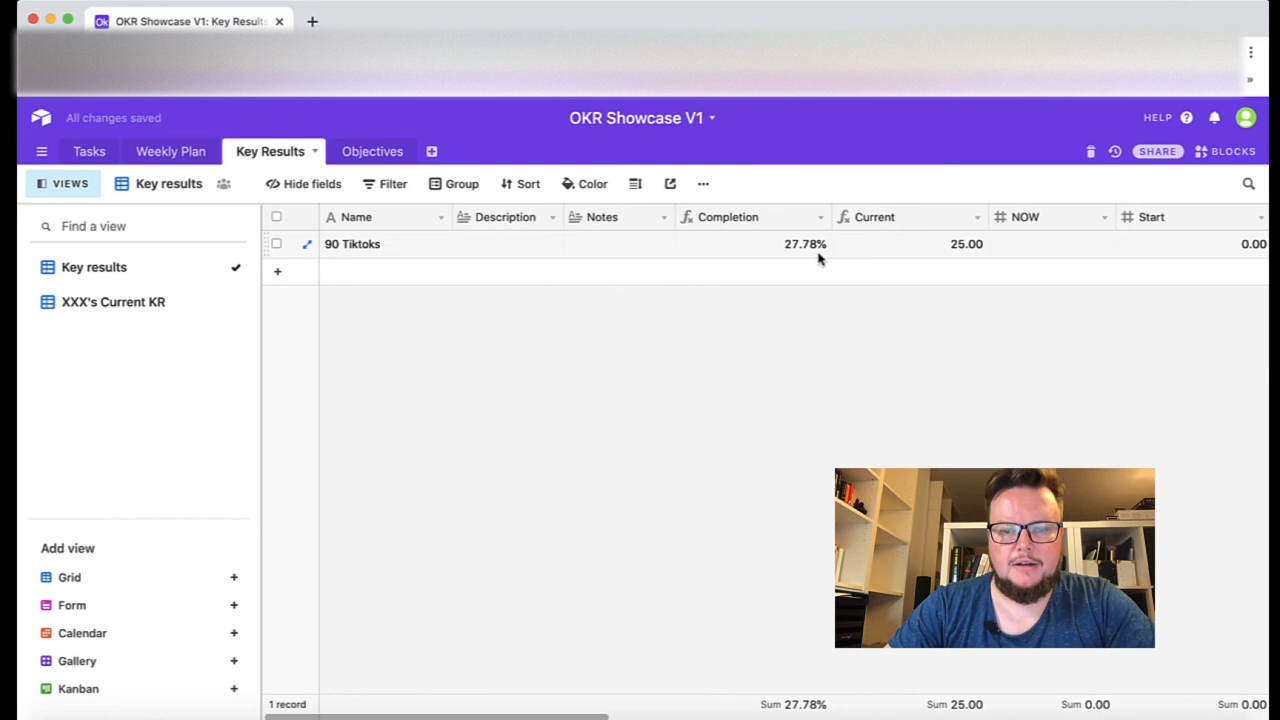 OKR Showcase V1: Key Results
All changes saved
OKR Showcase V1
HELP
Tasks
Weekly Plan
Key Results
Objectives
SHARE
BLOCKS
VIEWS
Key results
Hide fields
Filter
Group
Sort
Color
Find a view
Key results
XXX's Current KR
Name
Description
Notes
Completion
Current
NOW
Start
90 Tiktoks
27.78%
25.00
0.00
Add view
Grid
Form
Calendar
Gallery
Kanban
1 record
Sum 27.78%
Sum 25.00
Sum 0.00
Sum 0.00